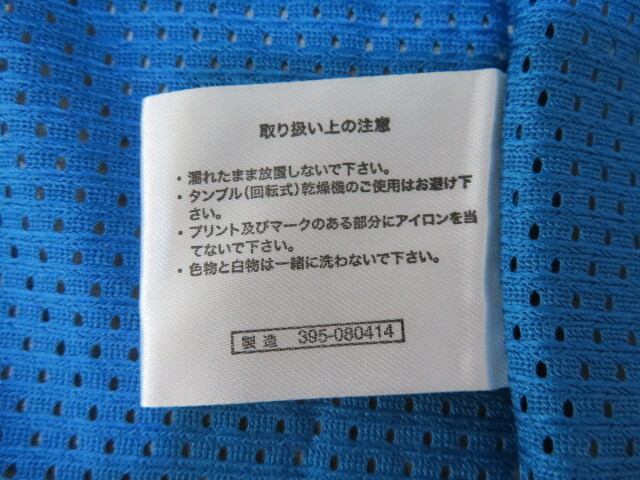 取り扱い上の注意
・濡れたまま放置しないで下さい。
・タンブル(回転式)乾燥機のご使用はお避け下
さい。
・プリント及びマークのある部分にアイロンを当
てないで下さい。
・色物と白物は一緒に洗わないで下さい。
製造 395-080414